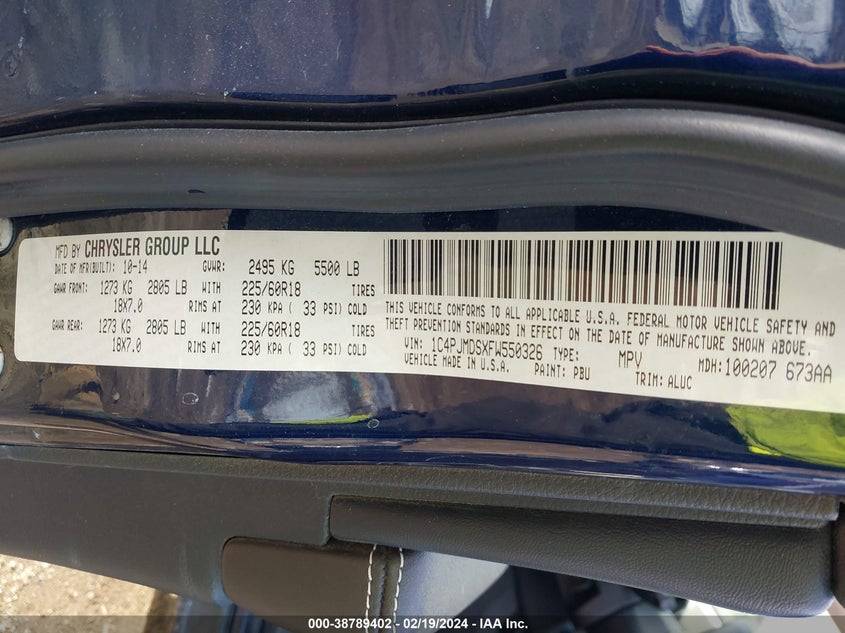 MFD BY CHRYSLER GROUP LLC
DATE OF MFR(BUILT): 10-14 GVWR: 2495 KG 5500 LB
GAWR FRONT: 1273 KG 2805 LB WITH 225/60R18 TIRES
18X7.0 RIMS AT 230 KPA ( 33 PSI) COLD
GAWR REAR: 1273 KG 2805 LB WITH 225/60R18 TIRES
18X7.0 RIMS AT 230 KPA ( 33 PSI) COLD
THIS VEHICLE CONFORMS TO ALL APPLICABLE U.S.A. FEDERAL MOTOR VEHICLE SAFETY AND
THEFT PREVENTION STANDARDS IN EFFECT ON THE DATE OF MANUFACTURE SHOWN ABOVE.
VIN: 1C4PJMDSXFW550326 TYPE: MPV MDH:100207 673AA
VEHICLE MADE IN U.S.A. PAINT: PBU TRIM: ALUC
000-38789402 - 02/19/2024 - IAA Inc.